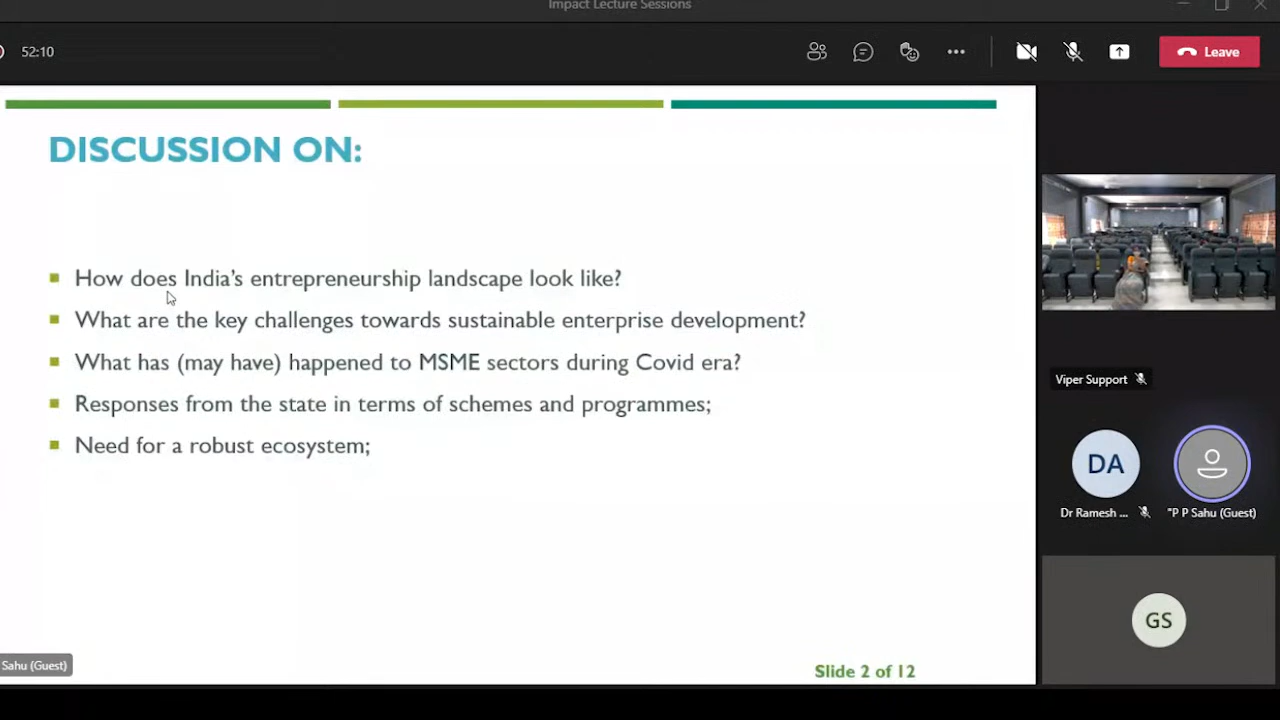 Impact Lecture Sessions
52:10
Leave
DISCUSSION ON:
How does India's entrepreneurship landscape look like?
What are the key challenges towards sustainable enterprise development?
What has (may have) happened to MSME sectors during Covid era?
Responses from the state in terms of schemes and programmes;
Need for a robust ecosystem;
Slide 2 of 12
Sahu (Guest)
Viper Support
DA
Dr Ramesh ...
"P P Sahu (Guest)
GS